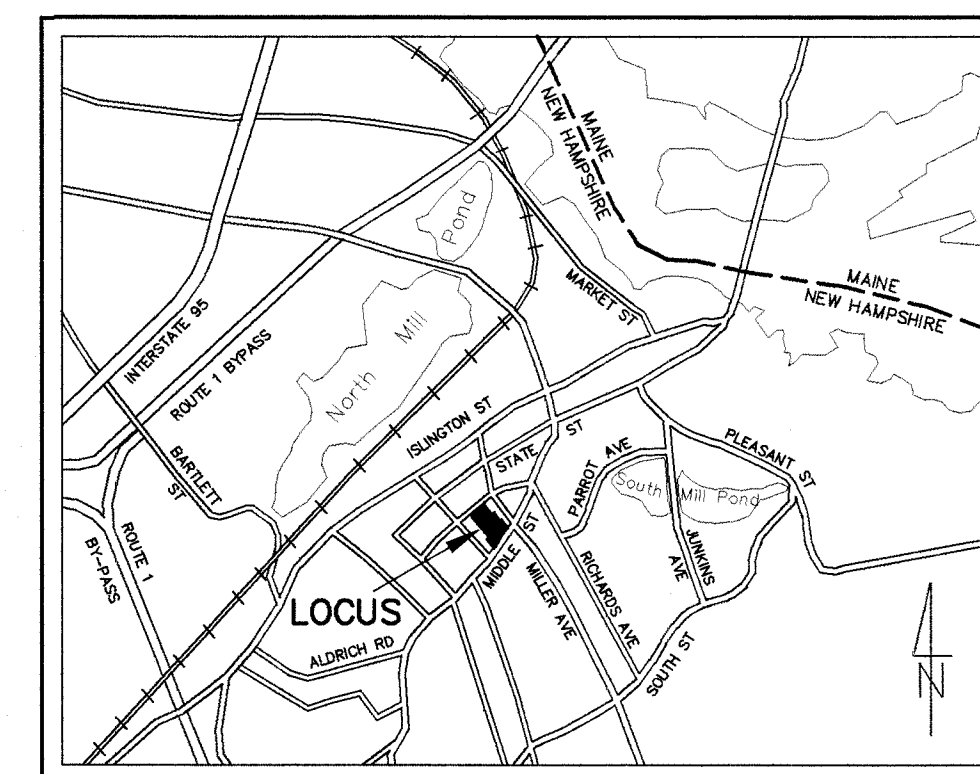 MAINE
NEW HAMPSHIRE
Pond
MAINE
NEW HAMPSHIRE
MARKET ST
INTERSTATE 95
ROUTE 1 BYPASS
Mill
North
ISLINGTON ST
STATE
ST
PARROT AVE
PLEASANT ST
BARTLETT
ST
South Mill Pond
ROUTE 1
BY-PASS
MIDDLE ST
MILLER AVE
RICHARDS AVE
JUNKINS
AVE
LOCUS
ALDRICH RD
SOUTH ST
N